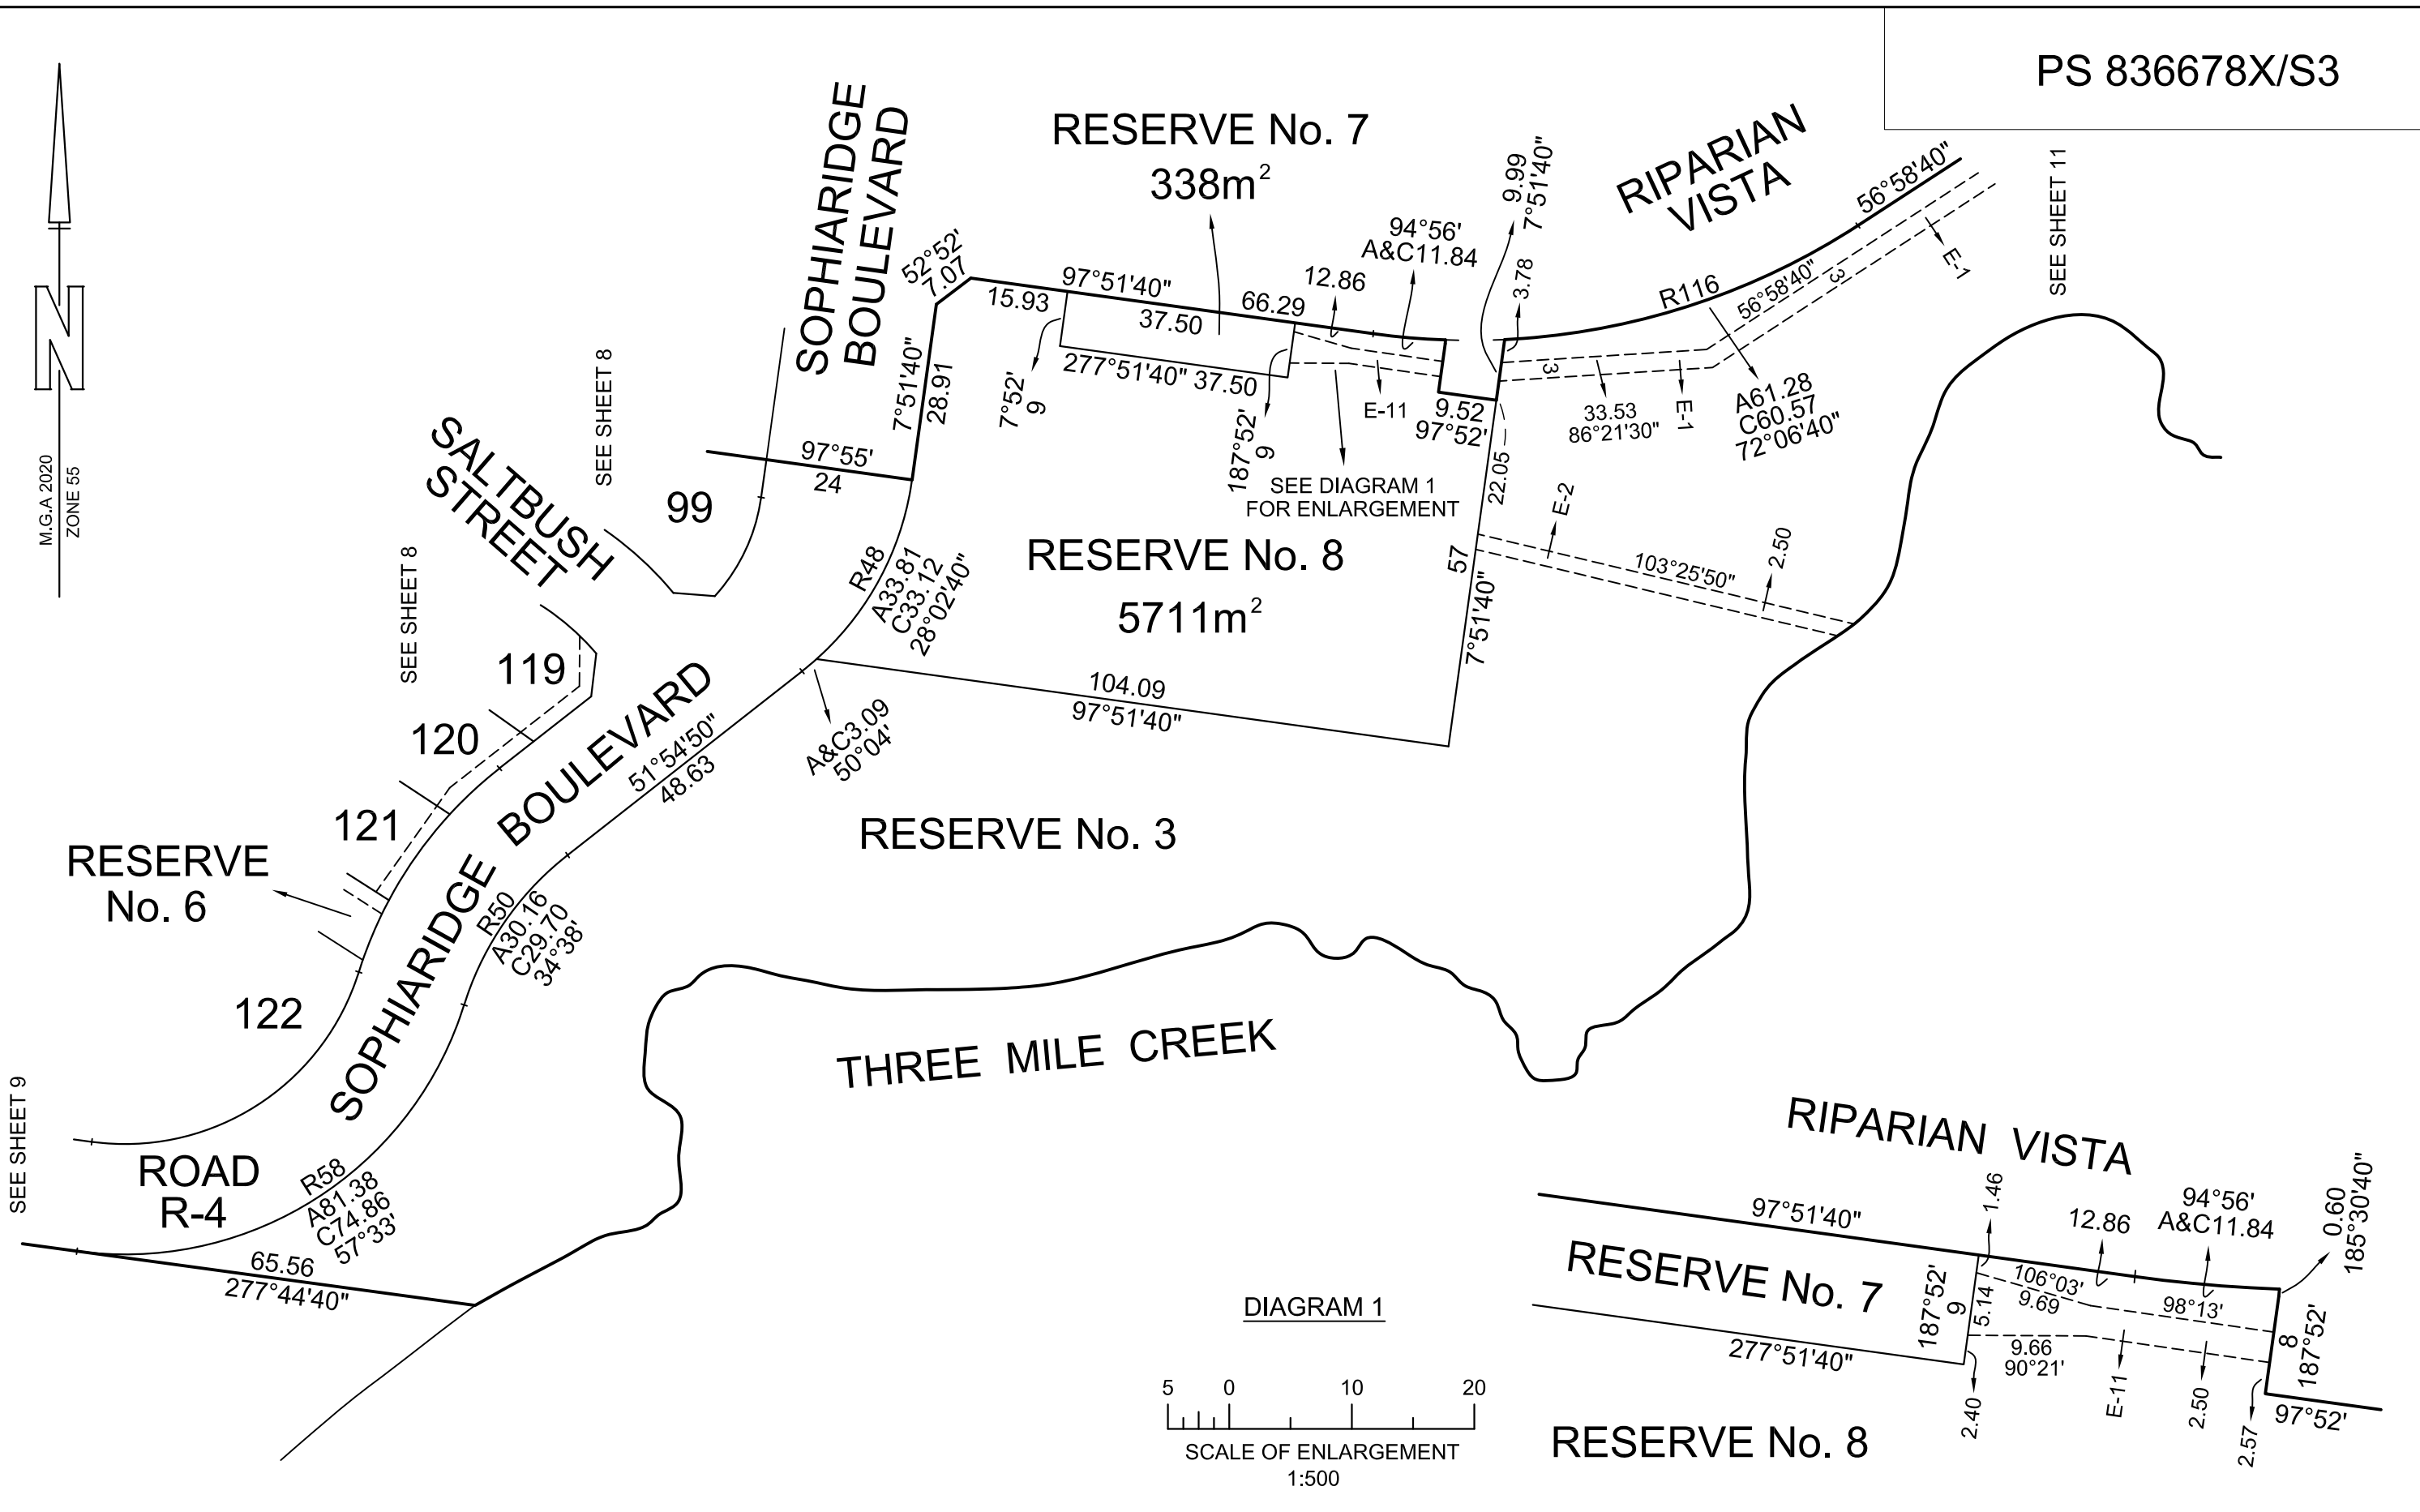 PS 836678X/S3
M.G.A 2020
ZONE 55
N
SOPHIARIDGE
BOULEVARD
RESERVE No. 7
338m²
RIPARIAN
VISTA
SEE SHEET 11
52°52'
7.07
97°51'40"
15.93
37.50
66.29
277°51'40" 37.50
12.86
94°56'
A&C11.84
9.99
7°51'40"
3.78
R116
56°58'40"
56°58'40"
3
E-1
7°51'40"
28.91
7°52'
9
187°52'
9
E-11
9.52
97°52'
3
33.53
86°21'30"
E-1
A61.28
C60.57
72°06'40"
SEE DIAGRAM 1
FOR ENLARGEMENT
22.05
E-2
103°25'50"
2.50
57
7°51'40"
SEE SHEET 8
97°55'
24
99
SALTBUSH
STREET
R48
A33.81
C33.12
28°02'40"
RESERVE No. 8
5711m²
104.09
97°51'40"
SEE SHEET 8
119
120
121
122
SOPHIARIDGE BOULEVARD
51°54'50"
48.63
A&C3.09
50°04'
RESERVE No. 3
RESERVE
No. 6
R50
A30.16
C29.70
34°38'
THREE MILE CREEK
SEE SHEET 9
ROAD
R-4
R58
A81.38
C74.86
57°33'
65.56
277°44'40"
DIAGRAM 1
5 0 10 20
SCALE OF ENLARGEMENT
1:500
RIPARIAN VISTA
97°51'40"
RESERVE No. 7
277°51'40"
187°52'
9
1.46
5.14
2.40
12.86
94°56'
A&C11.84
0.60
185°30'40"
106°03'
9.69
98°13'
9.66
90°21'
E-11
2.50
8
187°52'
2.57
97°52'
RESERVE No. 8